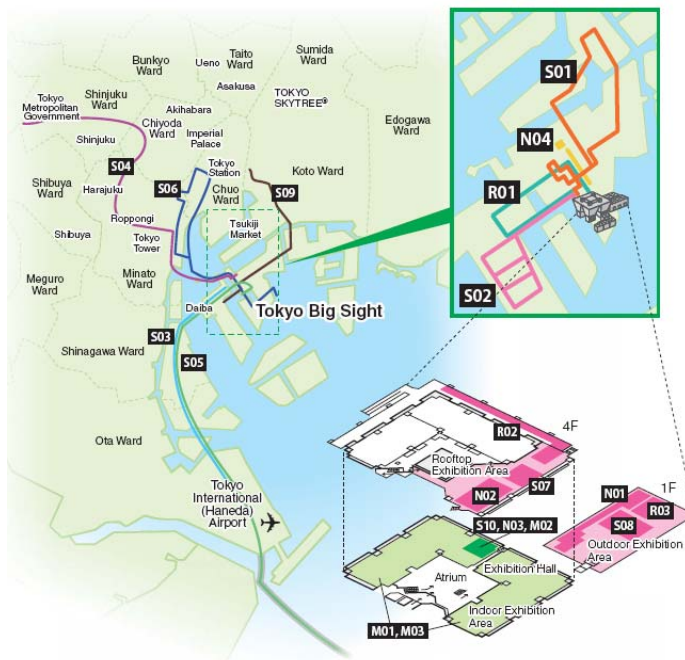 Bunkyo
Ward
Ueno
Taito
Ward
Sumida
Ward
Asakusa
TOKYO
SKYTREE®
Tokyo
Metropolitan
Government
Shinjuku
Ward
Akihabara
Chiyoda
Ward
Imperial
Palace
Edogawa
Ward
Shinjuku
S04
Tokyo
Station
Koto Ward
S06
Chuo
Ward
S09
Shibuya
Ward
Harajuku
Roppongi
Tsukiji
Market
Shibuya
Tokyo
Tower
Meguro
Ward
Minato
Ward
Daiba
Tokyo Big Sight
S03
Shinagawa Ward
S05
Ota Ward
Tokyo
International
(Haneda)
Airport
S01
N04
R01
S02
4F
R02
Rooftop
Exhibition Area
S07
N02
1F
N01
R03
S08
Outdoor Exhibition
Area
S10, N03, M02
Exhibition Hall
Atrium
Indoor Exhibition
Area
M01, M03